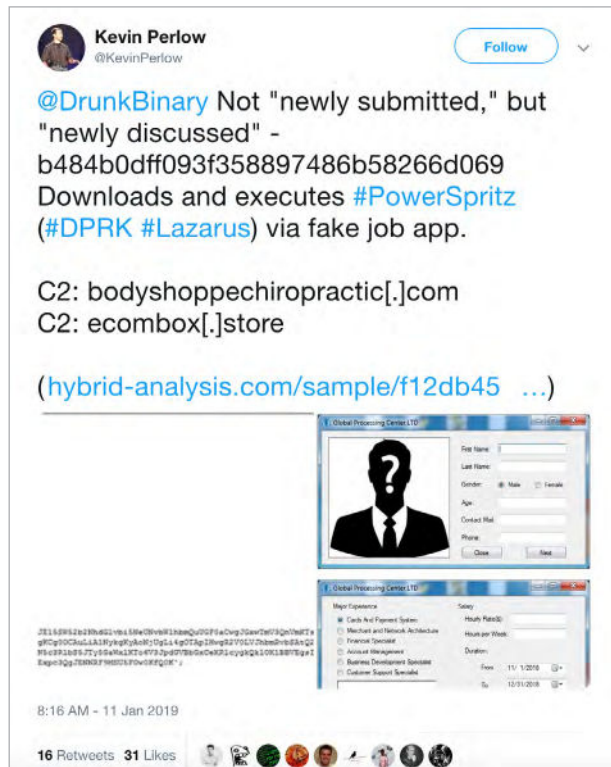 Kevin Perlow
@KevinPerlow
Follow
@DrunkBinary Not "newly submitted," but
"newly discussed" -
b484b0dff093f358897486b58266d069
Downloads and executes #PowerSpritz
(#DPRK #Lazarus) via fake job app.
C2: bodyshoppechiropractic[.]com
C2: ecombox[.]store
(hybrid-analysis.com/sample/f12db45 ...)
Global Processing Center,LTD
First Name:
Last Name:
Gender: Male Female
Age:
Contact Mail:
Phone:
Close Next
Global Processing Center,LTD
Major Experience
Cards And Payment System
Merchant and Network Architecture
Financial Specialist
Account Management
Business Development Specialist
Customer Support Specialist
Salary
Hourly Rate($):
Hours per Week:
Duration:
From 11/ 1/2016
To 12/31/2016
8:16 AM - 11 Jan 2019
16 Retweets 31 Likes